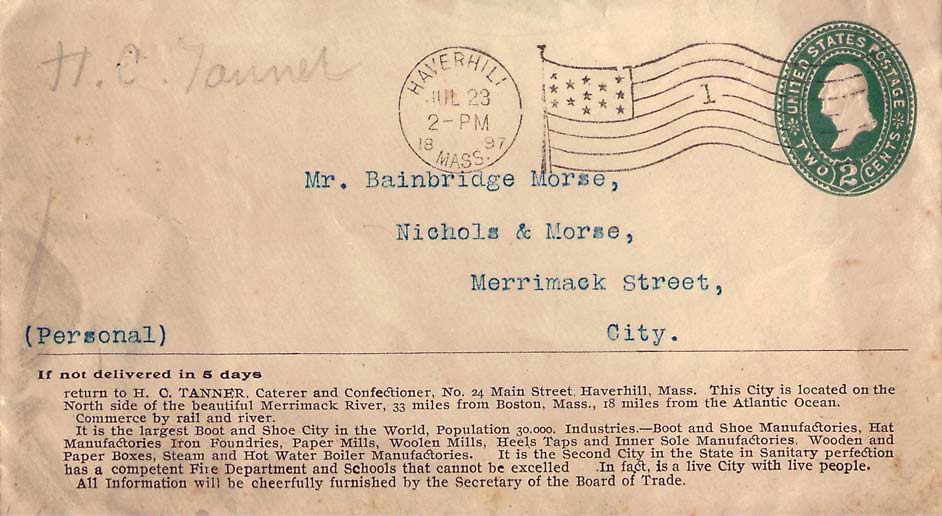 H. C. Tanner
HAVERHILL
JUL 23
2-PM
18 97
MASS.
1
UNITED STATES POSTAGE
TWO 2 CENTS
Mr. Bainbridge Morse,
Nichols & Morse,
Merrimack Street,
(Personal) City.
If not delivered in 5 days
return to H. C. TANNER, Caterer and Confectioner, No. 24 Main Street, Haverhill, Mass. This City is located on the
North side of the beautiful Merrimack River, 33 miles from Boston, Mass., 18 miles from the Atlantic Ocean.
Commerce by rail and river.
It is the largest Boot and Shoe City in the World, Population 30.000. Industries.—Boot and Shoe Manufactories, Hat
Manufactories Iron Foundries, Paper Mills, Woolen Mills, Heels Taps and Inner Sole Manufactories, Wooden and
Paper Boxes, Steam and Hot Water Boiler Manufactories. It is the Second City in the State in Sanitary perfection
has a competent Fire Department and Schools that cannot be excelled .In fact, is a live City with live people.
All Information will be cheerfully furnished by the Secretary of the Board of Trade.